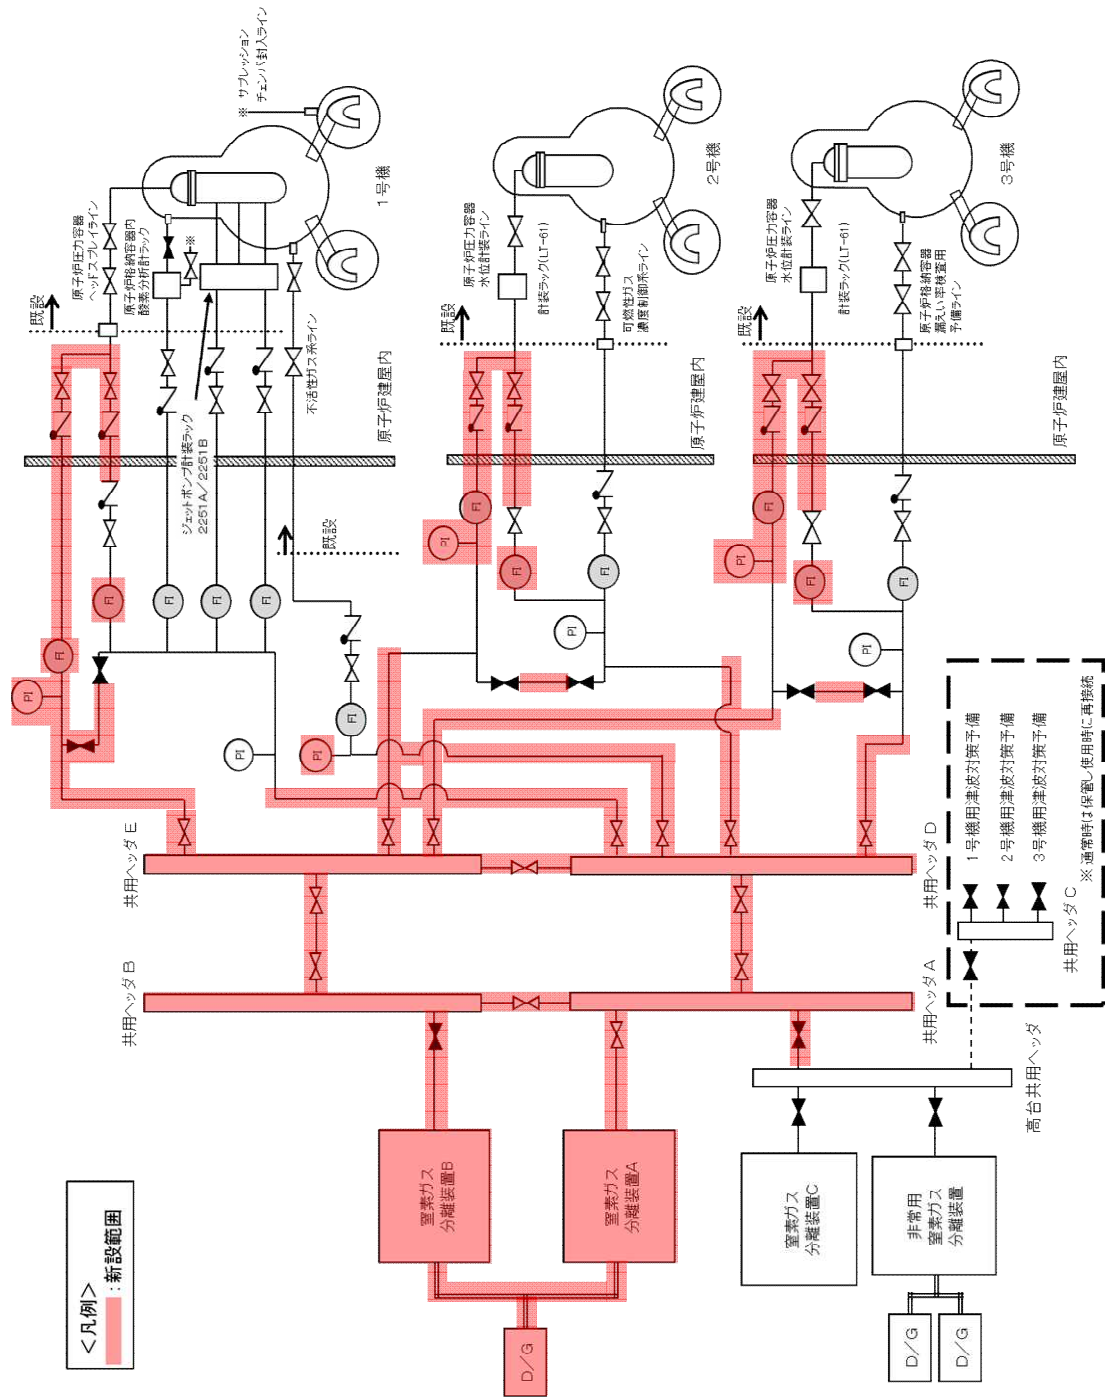 <凡例>
：新設範囲
D/G
窒素ガス
分離装置B
窒素ガス
分離装置A
窒素ガス
分離装置C
非常用
窒素ガス
分離装置
D/G
D/G
高台共用ヘッダ
共用ヘッダB
共用ヘッダA
共用ヘッダE
共用ヘッダD
共用ヘッダC
1号機用津波対策予備
2号機用津波対策予備
3号機用津波対策予備
※通常時は保管し使用時に再接続
PI
FI
FI
FI
FI
FI
PI
PI
FI
既設
既設
原子炉圧力容器
ヘッドスプレイライン
原子炉格納容器内
酸素分析計ラック
※
ジェットポンプ計装ラック
2251A／2251B
不活性ガス系ライン
原子炉建屋内
※ サプレッション
チェンバ封入ライン
1号機
PI
FI
FI
PI
FI
既設
原子炉圧力容器
水位計装ライン
計装ラック(LT-61)
可燃性ガス
濃度制御系ライン
原子炉建屋内
2号機
PI
FI
FI
PI
FI
既設
原子炉圧力容器
水位計装ライン
計装ラック(LT-61)
原子炉格納容器
漏えい率検査用
予備ライン
原子炉建屋内
3号機